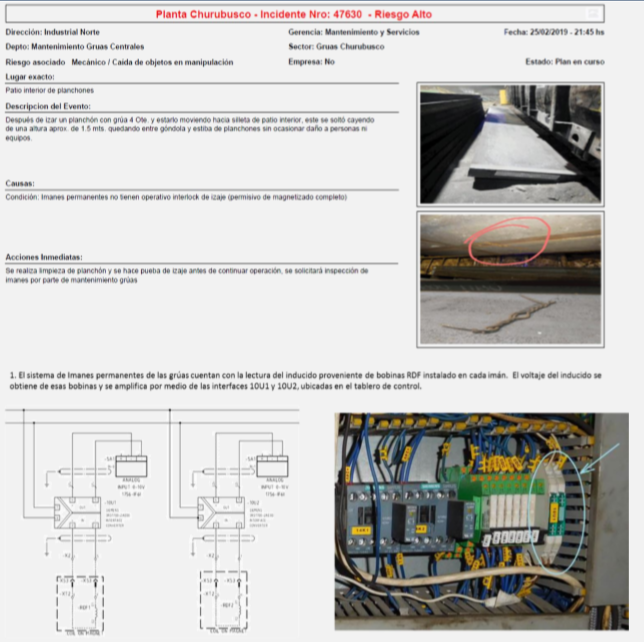 Planta Churubusco - Incidente Nro: 47630 - Riesgo Alto
Dirección: Industrial Norte
Gerencia: Mantenimiento y Servicios
Fecha: 25/02/2019 - 21:45 hs
Depto: Mantenimiento Gruas Centrales
Sector: Gruas Churubusco
Riesgo asociado Mecánico / Caida de objetos en manipulación
Empresa: No
Estado: Plan en curso
Lugar exacto:
Patio interior de planchones
Descripcion del Evento:
Después de izar un planchón con grúa 4 Ote. y estarlo moviendo hacia silleta de patio interior, este se soltó cayendo
de una altura aprox. de 1.5 mts. quedando entre góndola y estiba de planchones sin ocasionar daño a personas ni
equipos.
Causas:
Condición: Imanes permanentes no tienen operativo interlock de izaje (permisivo de magnetizado completo)
Acciones Inmediatas:
Se realiza limpieza de planchón y se hace pueba de izaje antes de continuar operación, se solicitará inspección de
imanes por parte de mantenimiento grúas
1. El sistema de Imanes permanentes de las grúas cuentan con la lectura del inducido proveniente de bobinas RDF instalado en cada imán. El voltaje del inducido se
obtiene de esas bobinas y se amplifica por medio de las interfaces 10U1 y 10U2, ubicadas en el tablero de control.
ANALOG
INPUT 0-10V
ANALOG
INPUT 0-10V